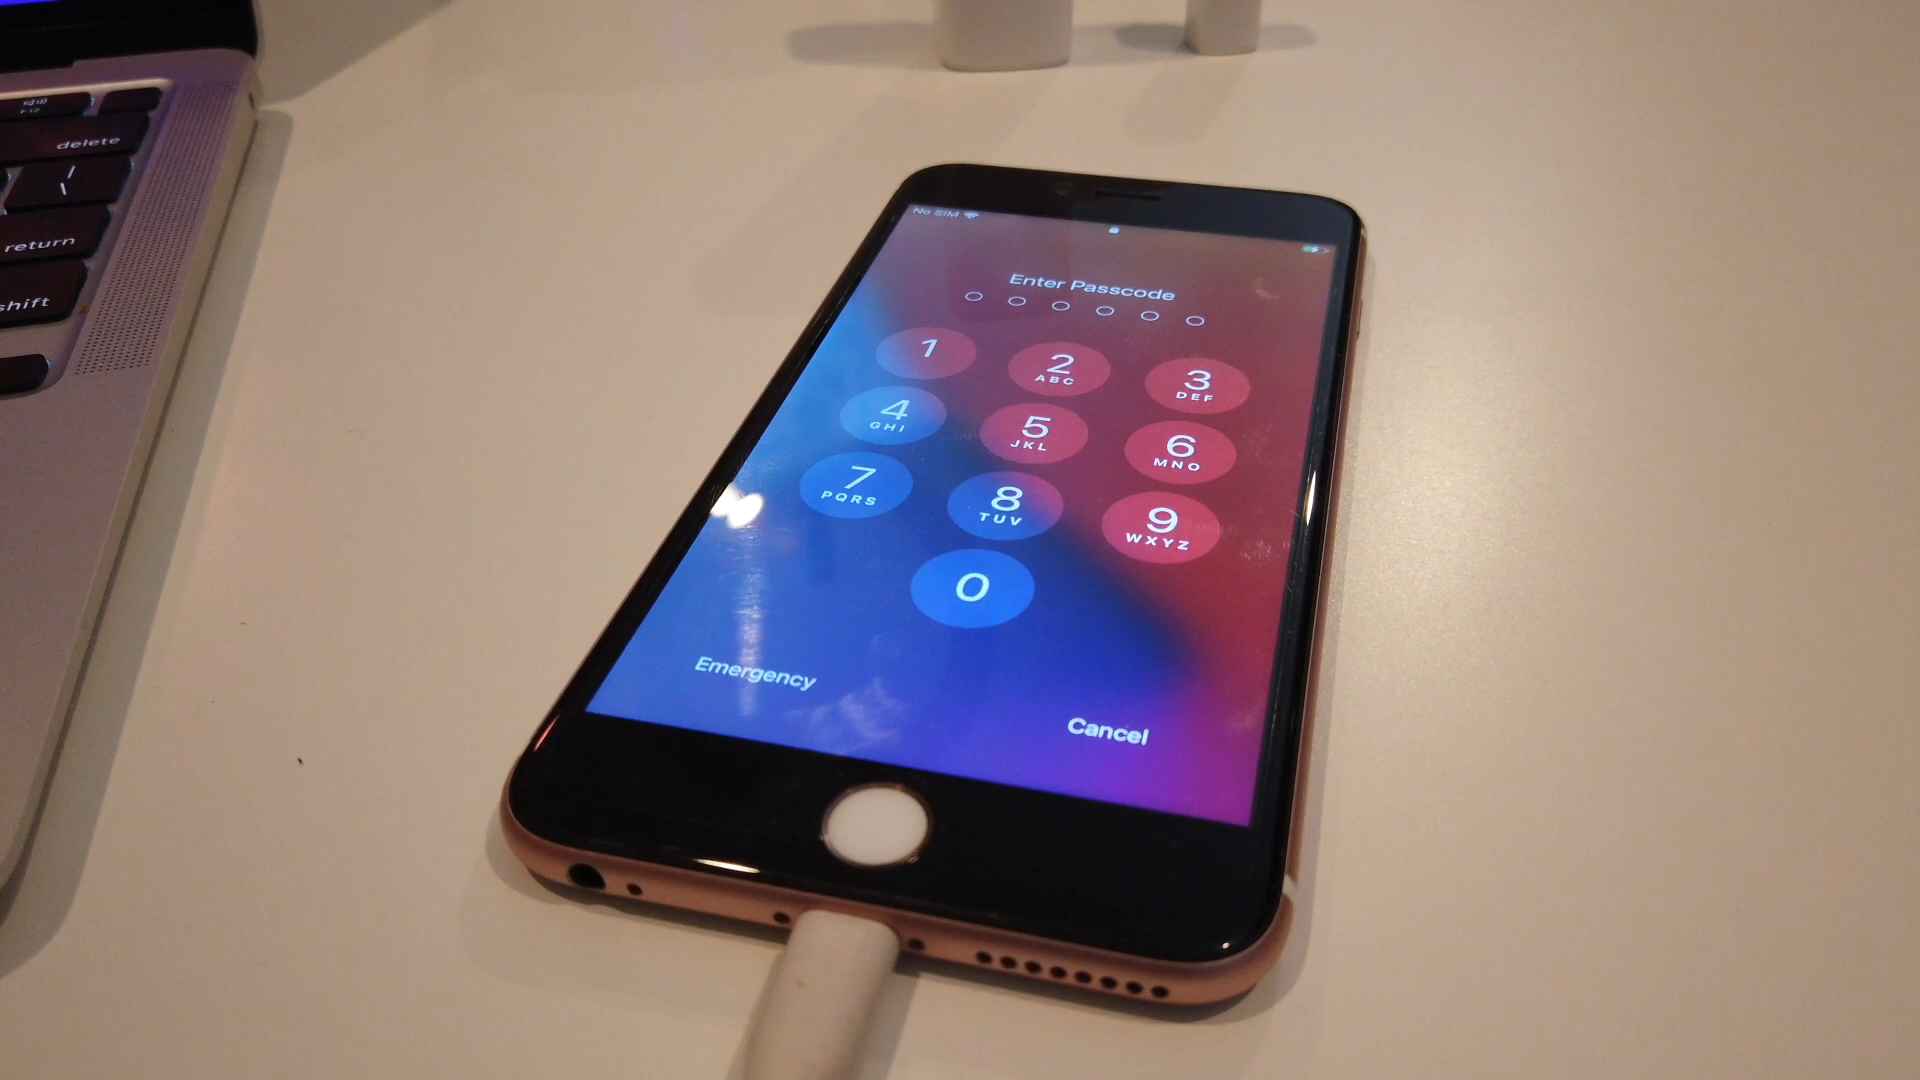 F12
delete
|
\
return
shift
No SIM
Enter Passcode
1
2
ABC
3
DEF
4
GHI
5
JKL
6
MNO
7
PQRS
8
TUV
9
WXYZ
0
Emergency
Cancel